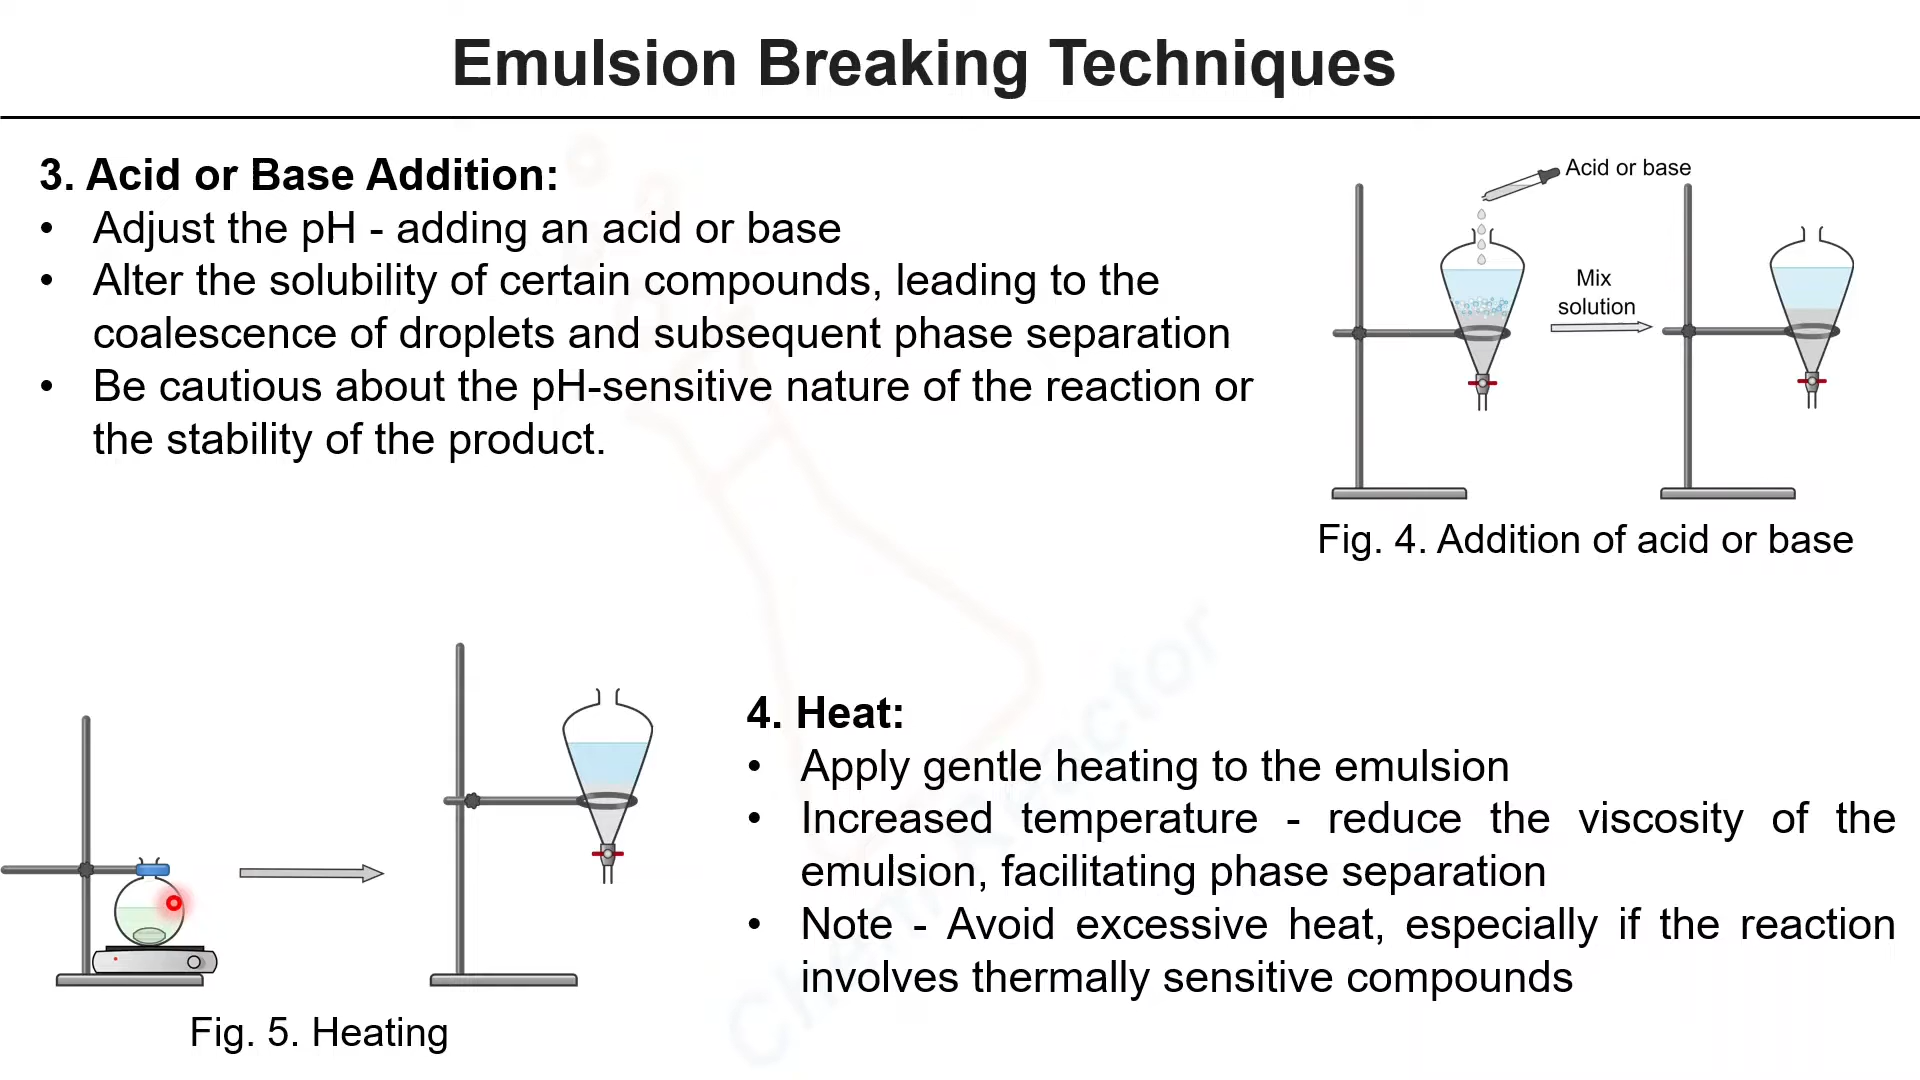 Emulsion Breaking Techniques
3. Acid or Base Addition:
• Adjust the pH - adding an acid or base
• Alter the solubility of certain compounds, leading to the
coalescence of droplets and subsequent phase separation
• Be cautious about the pH-sensitive nature of the reaction or
the stability of the product.
Acid or base
Mix
solution
Fig. 4. Addition of acid or base
Fig. 5. Heating
4. Heat:
• Apply gentle heating to the emulsion
• Increased temperature - reduce the viscosity of the
emulsion, facilitating phase separation
• Note - Avoid excessive heat, especially if the reaction
involves thermally sensitive compounds
Chemi Reactor